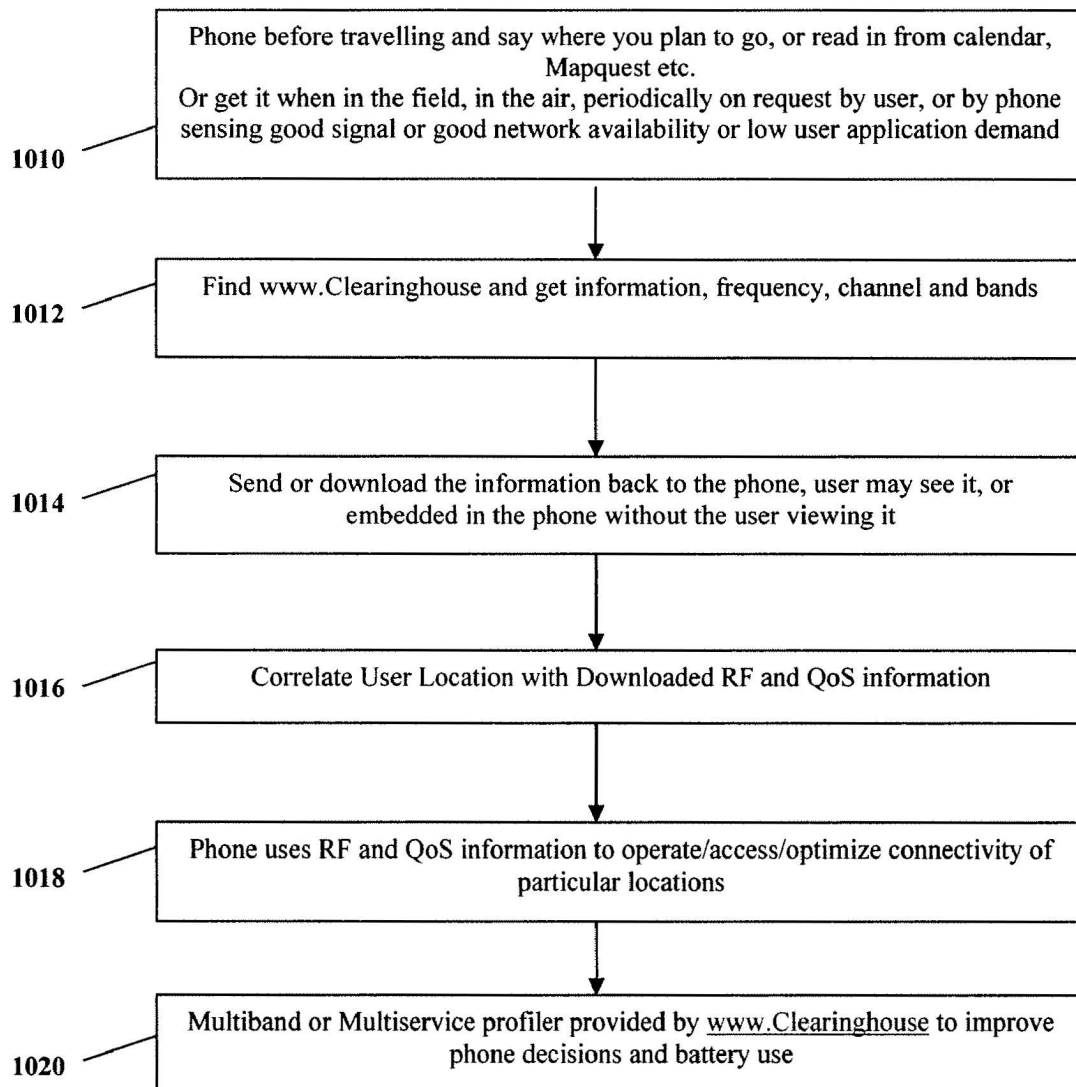 Phone before travelling and say where you plan to go, or read in from calendar,
Mapquest etc.
Or get it when in the field, in the air, periodically on request by user, or by phone
sensing good signal or good network availability or low user application demand
1010
Find www.Clearinghouse and get information, frequency, channel and bands
1012
Send or download the information back to the phone, user may see it, or
embedded in the phone without the user viewing it
1014
Correlate User Location with Downloaded RF and QoS information
1016
Phone uses RF and QoS information to operate/access/optimize connectivity of
particular locations
1018
Multiband or Multiservice profiler provided by www.Clearinghouse to improve
phone decisions and battery use
1020